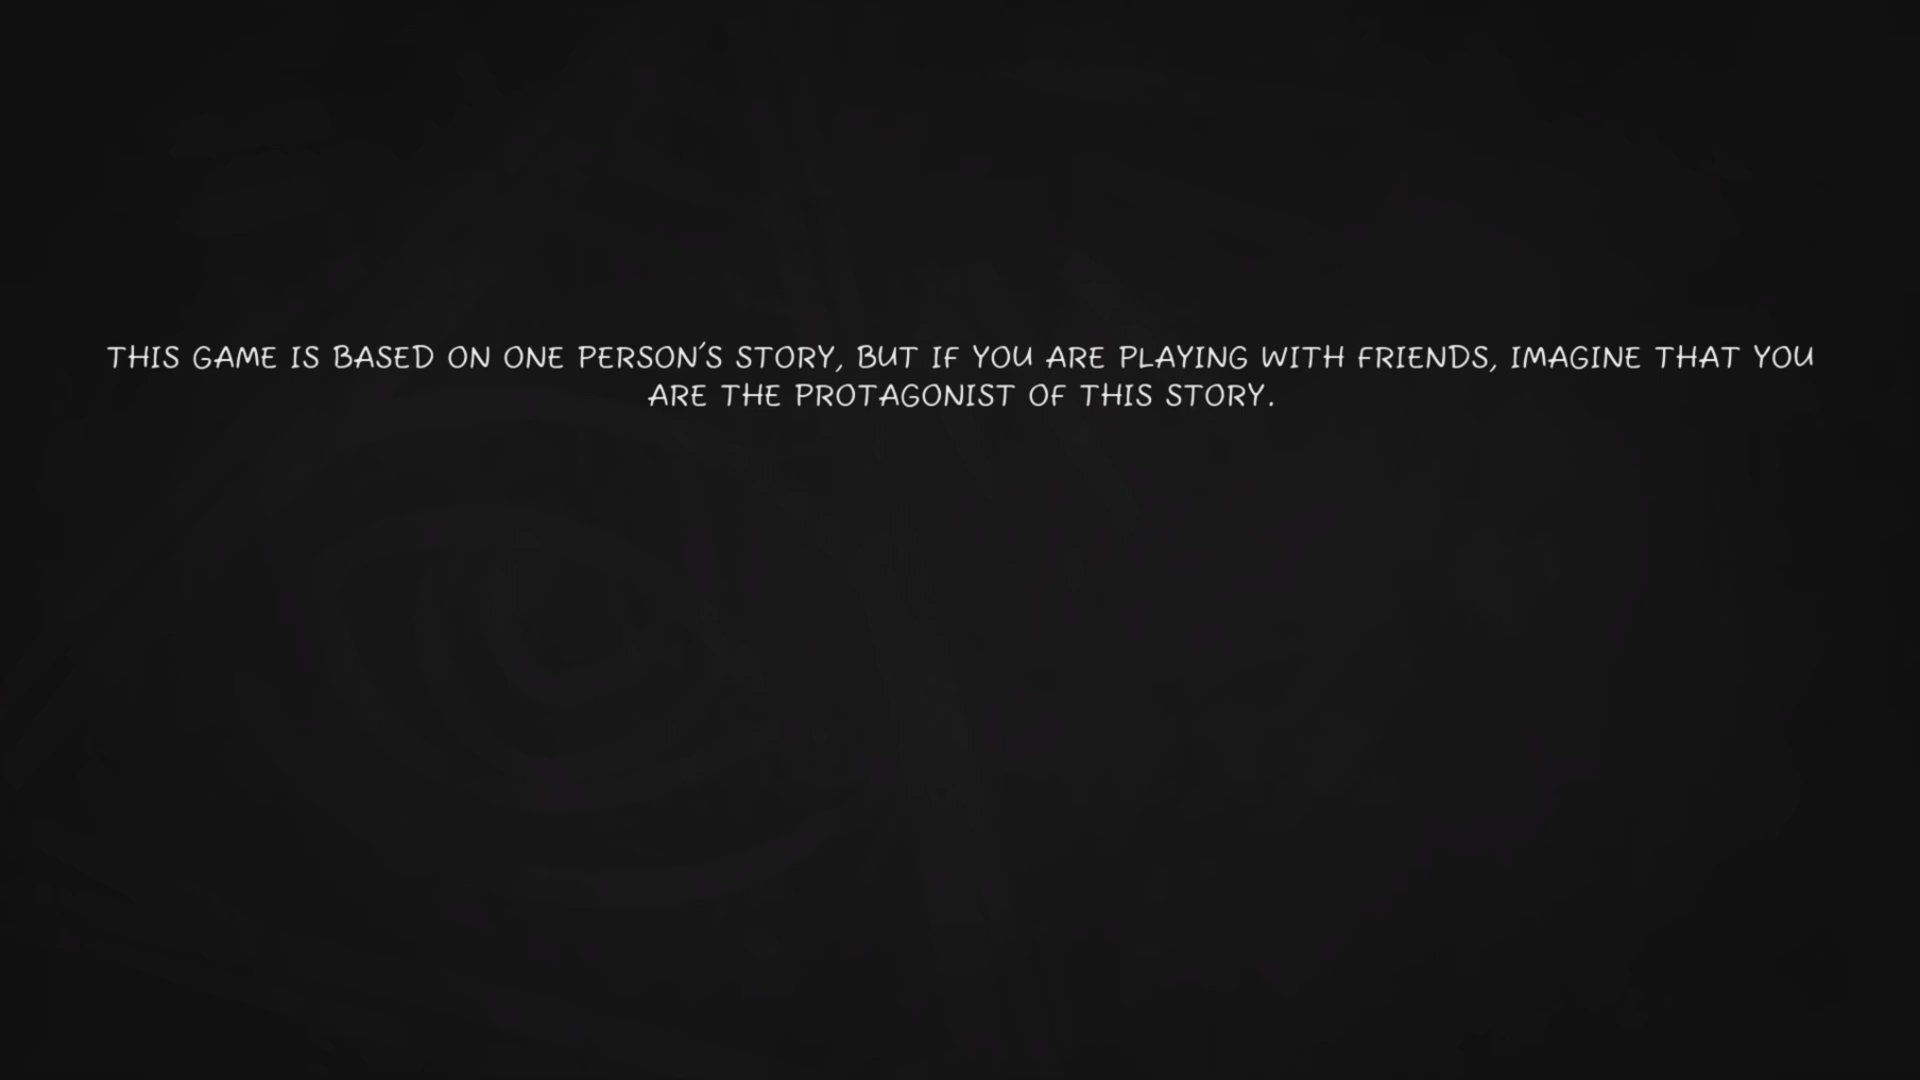 THIS GAME IS BASED ON ONE PERSON'S STORY, BUT IF YOU ARE PLAYING WITH FRIENDS, IMAGINE THAT YOU
ARE THE PROTAGONIST OF THIS STORY.